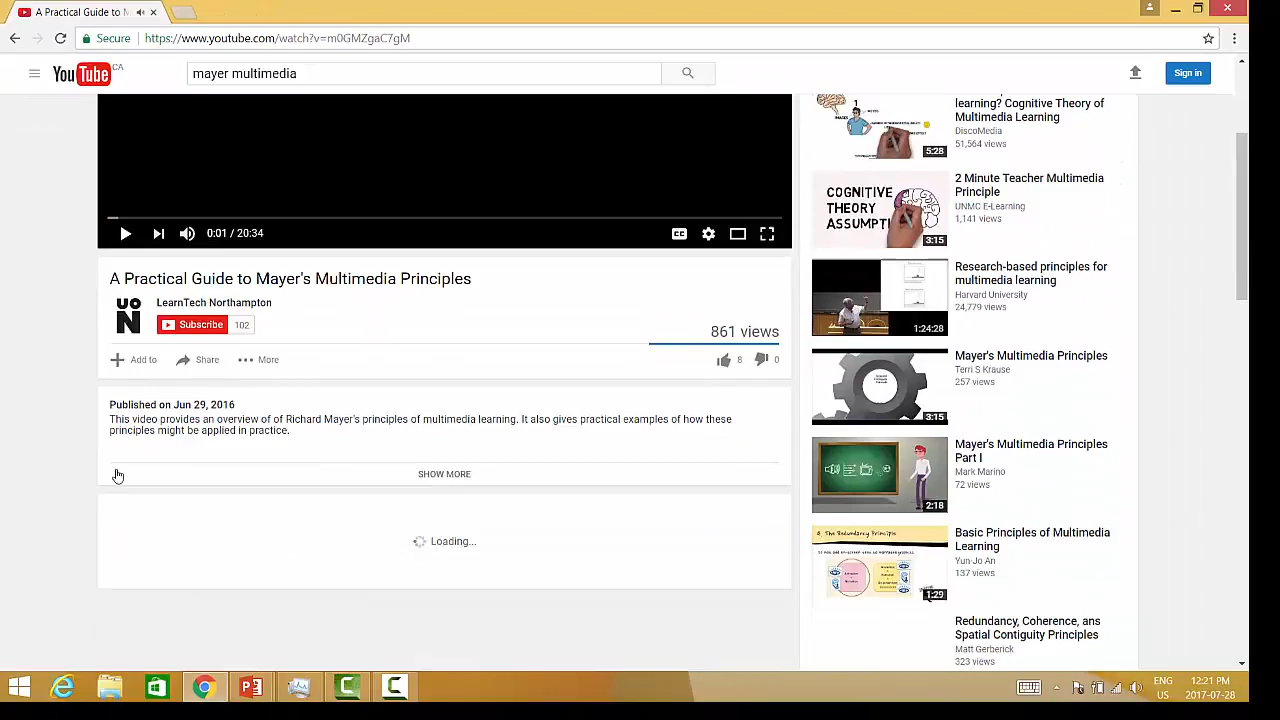 A Practical Guide to M
Secure
https://www.youtube.com/watch?v=m0GMZgaC7gM
YouTube
CA
mayer multimedia
Sign in
0:01 / 20:34
A Practical Guide to Mayer's Multimedia Principles
UO
N
LearnTech Northampton
Subscribe
102
861 views
Add to
Share
More
8
0
Published on Jun 29, 2016
This video provides an overview of of Richard Mayer's principles of multimedia learning. It also gives practical examples of how these
principles might be applied in practice.
SHOW MORE
Loading...
learning? Cognitive Theory of
Multimedia Learning
DiscoMedia
51,564 views
5:28
COGNITIVE
THEORY
ASSUMPTI
3:15
2 Minute Teacher Multimedia
Principle
UNMC E-Learning
1,141 views
1:24:28
Research-based principles for
multimedia learning
Harvard University
24,779 views
3:15
Mayer's Multimedia Principles
Terri S Krause
257 views
2:18
Mayer's Multimedia Principles
Part I
Mark Marino
72 views
The Redundancy Principle
1:29
Basic Principles of Multimedia
Learning
Yun-Jo An
137 views
Redundancy, Coherence, ans
Spatial Contiguity Principles
Matt Gerberick
323 views
ENG
US
12:21 PM
2017-07-28